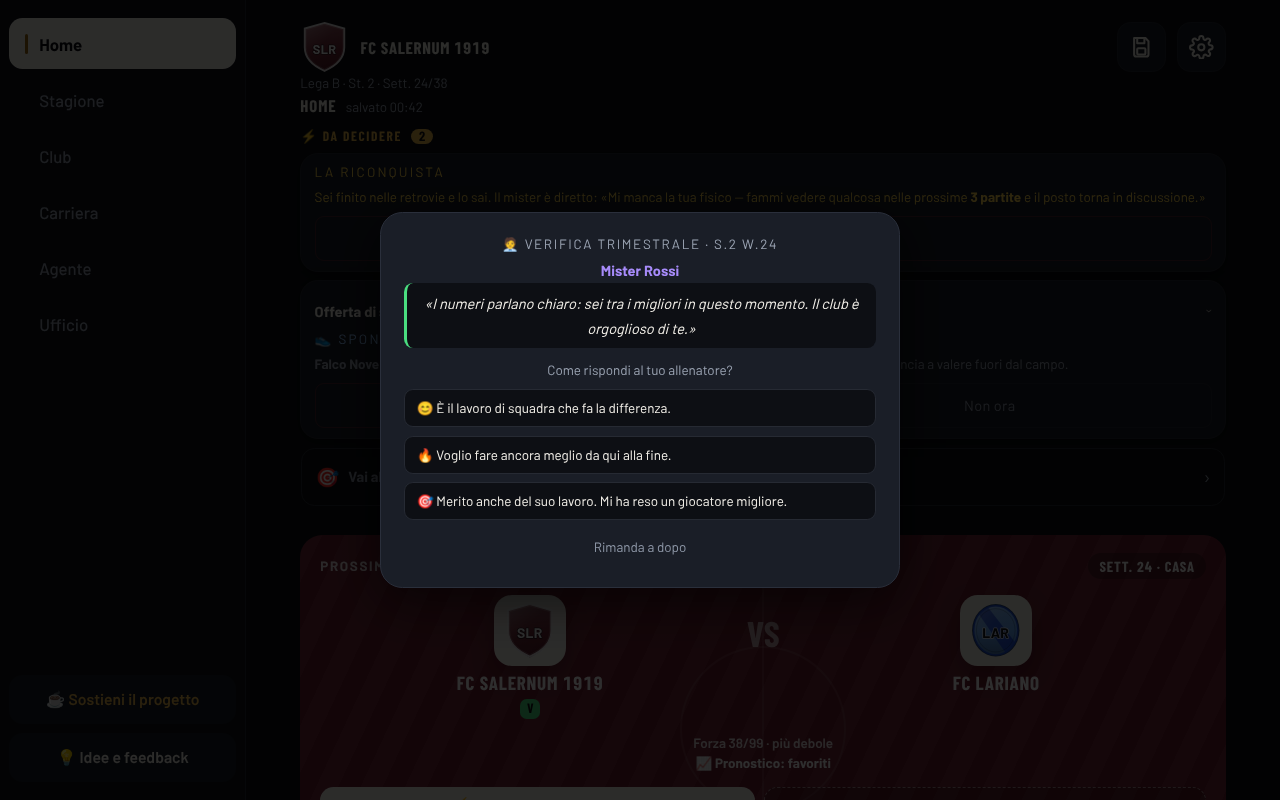 Home
Stagione
Club
Carriera
Agente
Ufficio
☕ Sostieni il progetto
💡 Idee e feedback
SLR
FC SALERNUM 1919
Lega B · St. 2 · Sett. 24/38
HOME salvato 00:42
⚡ DA DECIDERE 2
LA RICONQUISTA
Sei finito nelle retrovie e lo sai. Il mister è diretto: «Mi manca la tua fisico — fammi vedere qualcosa nelle prossime 3 partite e il posto torna in discussione.»
Offerta di
👟 SPON
Falco Nove
ncia a valere fuori dal campo.
Non ora
🎯 Vai al
›
🧑‍💼 VERIFICA TRIMESTRALE · S.2 W.24
Mister Rossi
«I numeri parlano chiaro: sei tra i migliori in questo momento. Il club è
orgoglioso di te.»
Come rispondi al tuo allenatore?
😊 È il lavoro di squadra che fa la differenza.
🔥 Voglio fare ancora meglio da qui alla fine.
🎯 Merito anche del suo lavoro. Mi ha reso un giocatore migliore.
Rimanda a dopo
PROSSIM
SETT. 24 · CASA
SLR
VS
LAR
FC SALERNUM 1919
FC LARIANO
V
Forza 38/99 · più debole
📈 Pronostico: favoriti